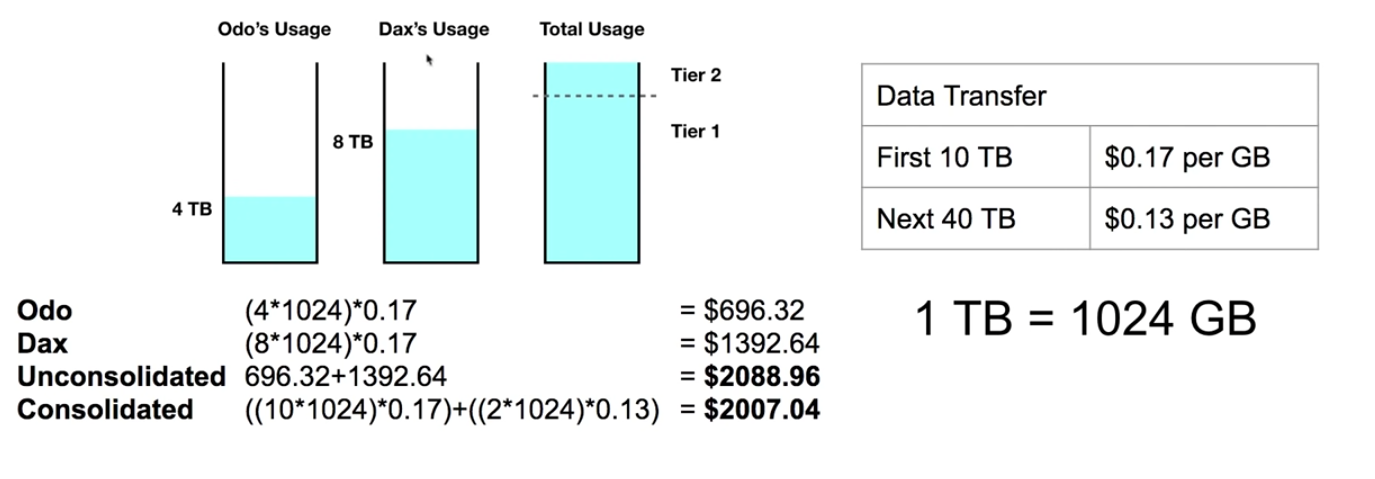 Odo's Usage
Dax's Usage
Total Usage
Tier 2
Tier 1
8 TB
4 TB
Data Transfer
First 10 TB $0.17 per GB
Next 40 TB $0.13 per GB
Odo (4*1024)*0.17 = $696.32
Dax (8*1024)*0.17 = $1392.64
Unconsolidated 696.32+1392.64 = $2088.96
Consolidated ((10*1024)*0.17)+((2*1024)*0.13) = $2007.04
1 TB = 1024 GB